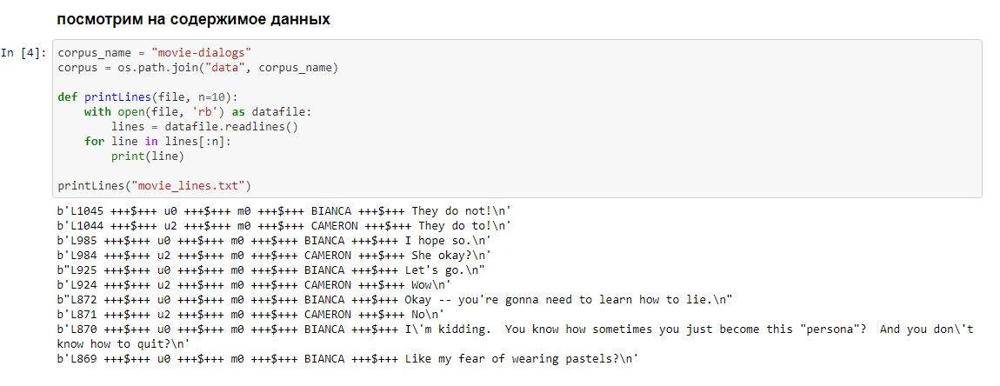 посмотрим на содержимое данных
In [4]: corpus_name = "movie-dialogs"
corpus = os.path.join("data", corpus_name)
def printLines(file, n=10):
    with open(file, 'rb') as datafile:
        lines = datafile.readlines()
    for line in lines[:n]:
        print(line)
printLines("movie_lines.txt")
b'L1045 +++$+++ u0 +++$+++ m0 +++$+++ BIANCA +++$+++ They do not!\n'
b'L1044 +++$+++ u2 +++$+++ m0 +++$+++ CAMERON +++$+++ They do to!\n'
b'L985 +++$+++ u0 +++$+++ m0 +++$+++ BIANCA +++$+++ I hope so.\n'
b'L984 +++$+++ u2 +++$+++ m0 +++$+++ CAMERON +++$+++ She okay?\n'
b"L925 +++$+++ u0 +++$+++ m0 +++$+++ BIANCA +++$+++ Let's go.\n"
b'L924 +++$+++ u2 +++$+++ m0 +++$+++ CAMERON +++$+++ Wow\n'
b"L872 +++$+++ u0 +++$+++ m0 +++$+++ BIANCA +++$+++ Okay -- you're gonna need to learn how to lie.\n"
b'L871 +++$+++ u2 +++$+++ m0 +++$+++ CAMERON +++$+++ No\n'
b'L870 +++$+++ u0 +++$+++ m0 +++$+++ BIANCA +++$+++ I\'m kidding.  You know how sometimes you just become this "persona"?  And you don\'t
know how to quit?\n'
b'L869 +++$+++ u0 +++$+++ m0 +++$+++ BIANCA +++$+++ Like my fear of wearing pastels?\n'